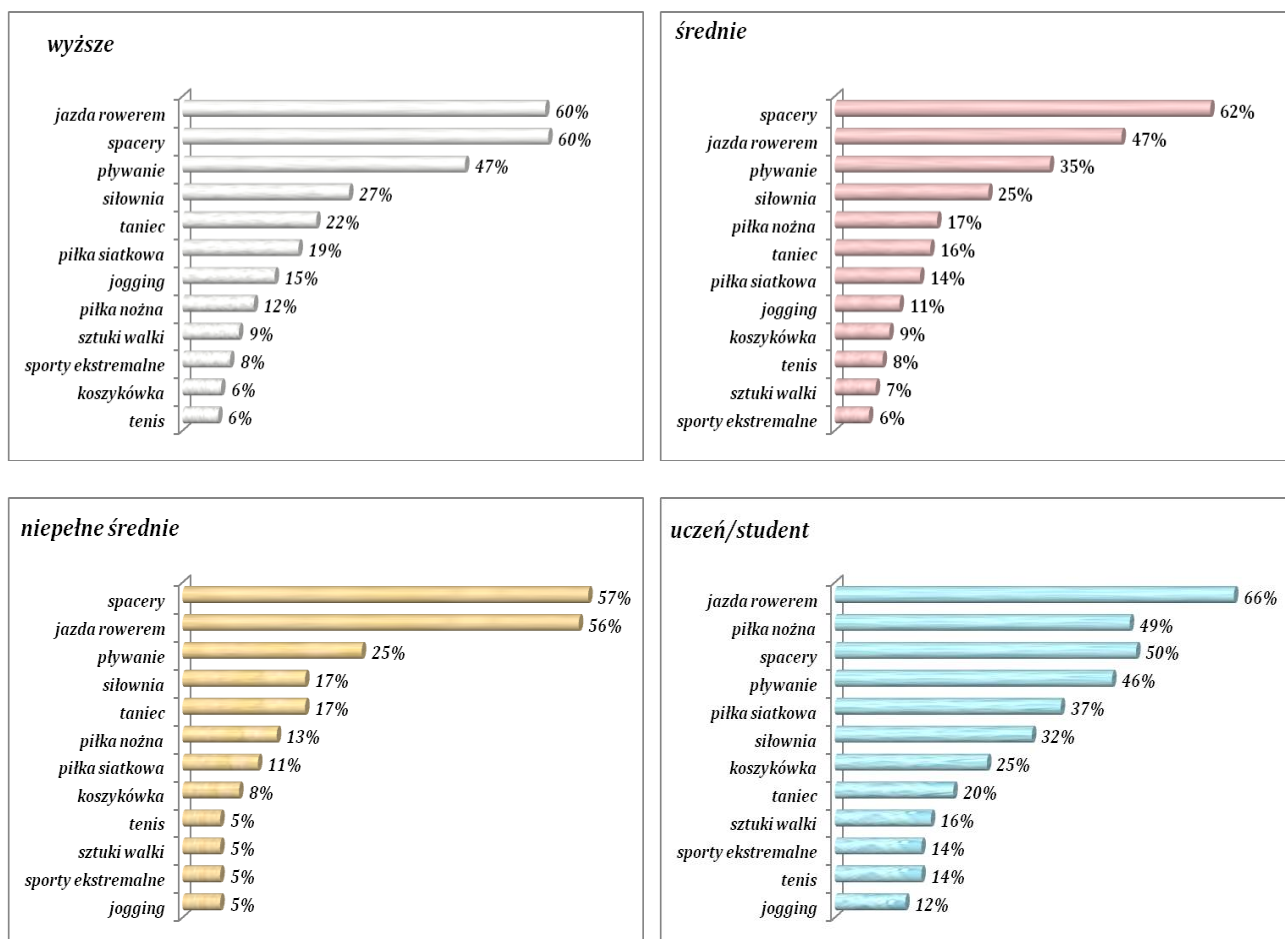 wyższe
jazda rowerem 60%
spacery 60%
pływanie 47%
siłownia 27%
taniec 22%
piłka siatkowa 19%
jogging 15%
piłka nożna 12%
sztuki walki 9%
sporty ekstremalne 8%
koszykówka 6%
tenis 6%
średnie
spacery 62%
jazda rowerem 47%
pływanie 35%
siłownia 25%
piłka nożna 17%
taniec 16%
piłka siatkowa 14%
jogging 11%
koszykówka 9%
tenis 8%
sztuki walki 7%
sporty ekstremalne 6%
niepełne średnie
spacery 57%
jazda rowerem 56%
pływanie 25%
siłownia 17%
taniec 17%
piłka nożna 13%
piłka siatkowa 11%
koszykówka 8%
tenis 5%
sztuki walki 5%
sporty ekstremalne 5%
jogging 5%
uczeń/student
jazda rowerem 66%
piłka nożna 49%
spacery 50%
pływanie 46%
piłka siatkowa 37%
siłownia 32%
koszykówka 25%
taniec 20%
sztuki walki 16%
sporty ekstremalne 14%
tenis 14%
jogging 12%